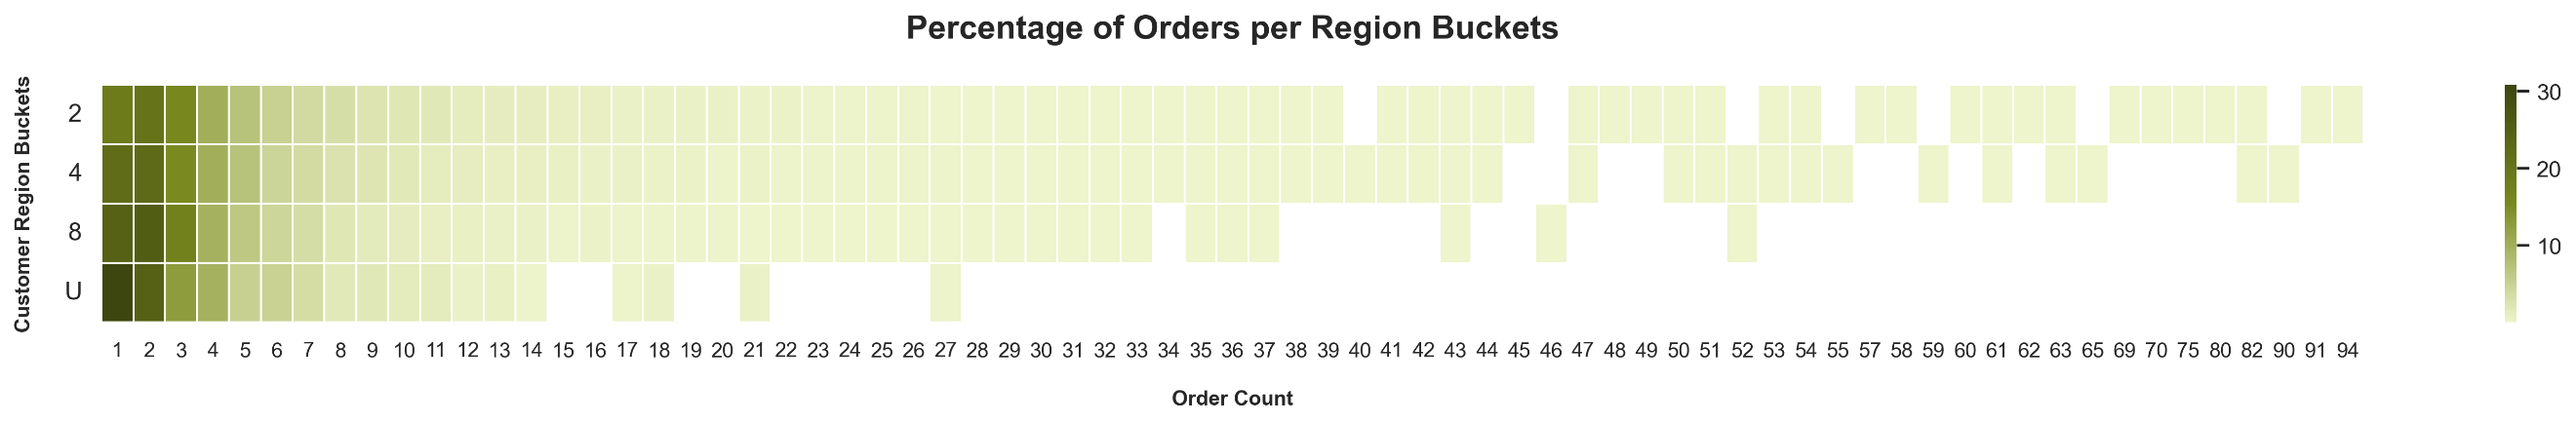 Percentage of Orders per Region Buckets
Customer Region Buckets
2
4
8
U
1 2 3 4 5 6 7 8 9 10 11 12 13 14 15 16 17 18 19 20 21 22 23 24 25 26 27 28 29 30 31 32 33 34 35 36 37 38 39 40 41 42 43 44 45 46 47 48 49 50 51 52 53 54 55 57 58 59 60 61 62 63 65 69 70 75 80 82 90 91 94
Order Count
30
20
10